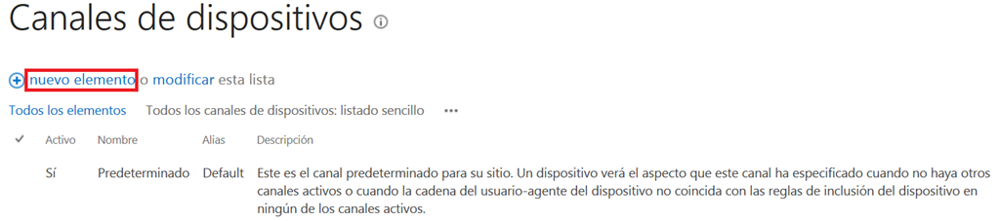 Canales de dispositivos
nuevo elemento o modificar esta lista
Todos los elementos Todos los canales de dispositivos: listado sencillo ...
Activo Nombre Alias Descripción
Sí Predeterminado Default Este es el canal predeterminado para su sitio. Un dispositivo verá el aspecto que este canal ha especificado cuando no haya otros
canales activos o cuando la cadena del usuario-agente del dispositivo no coincida con las reglas de inclusión del dispositivo en
ningún de los canales activos.